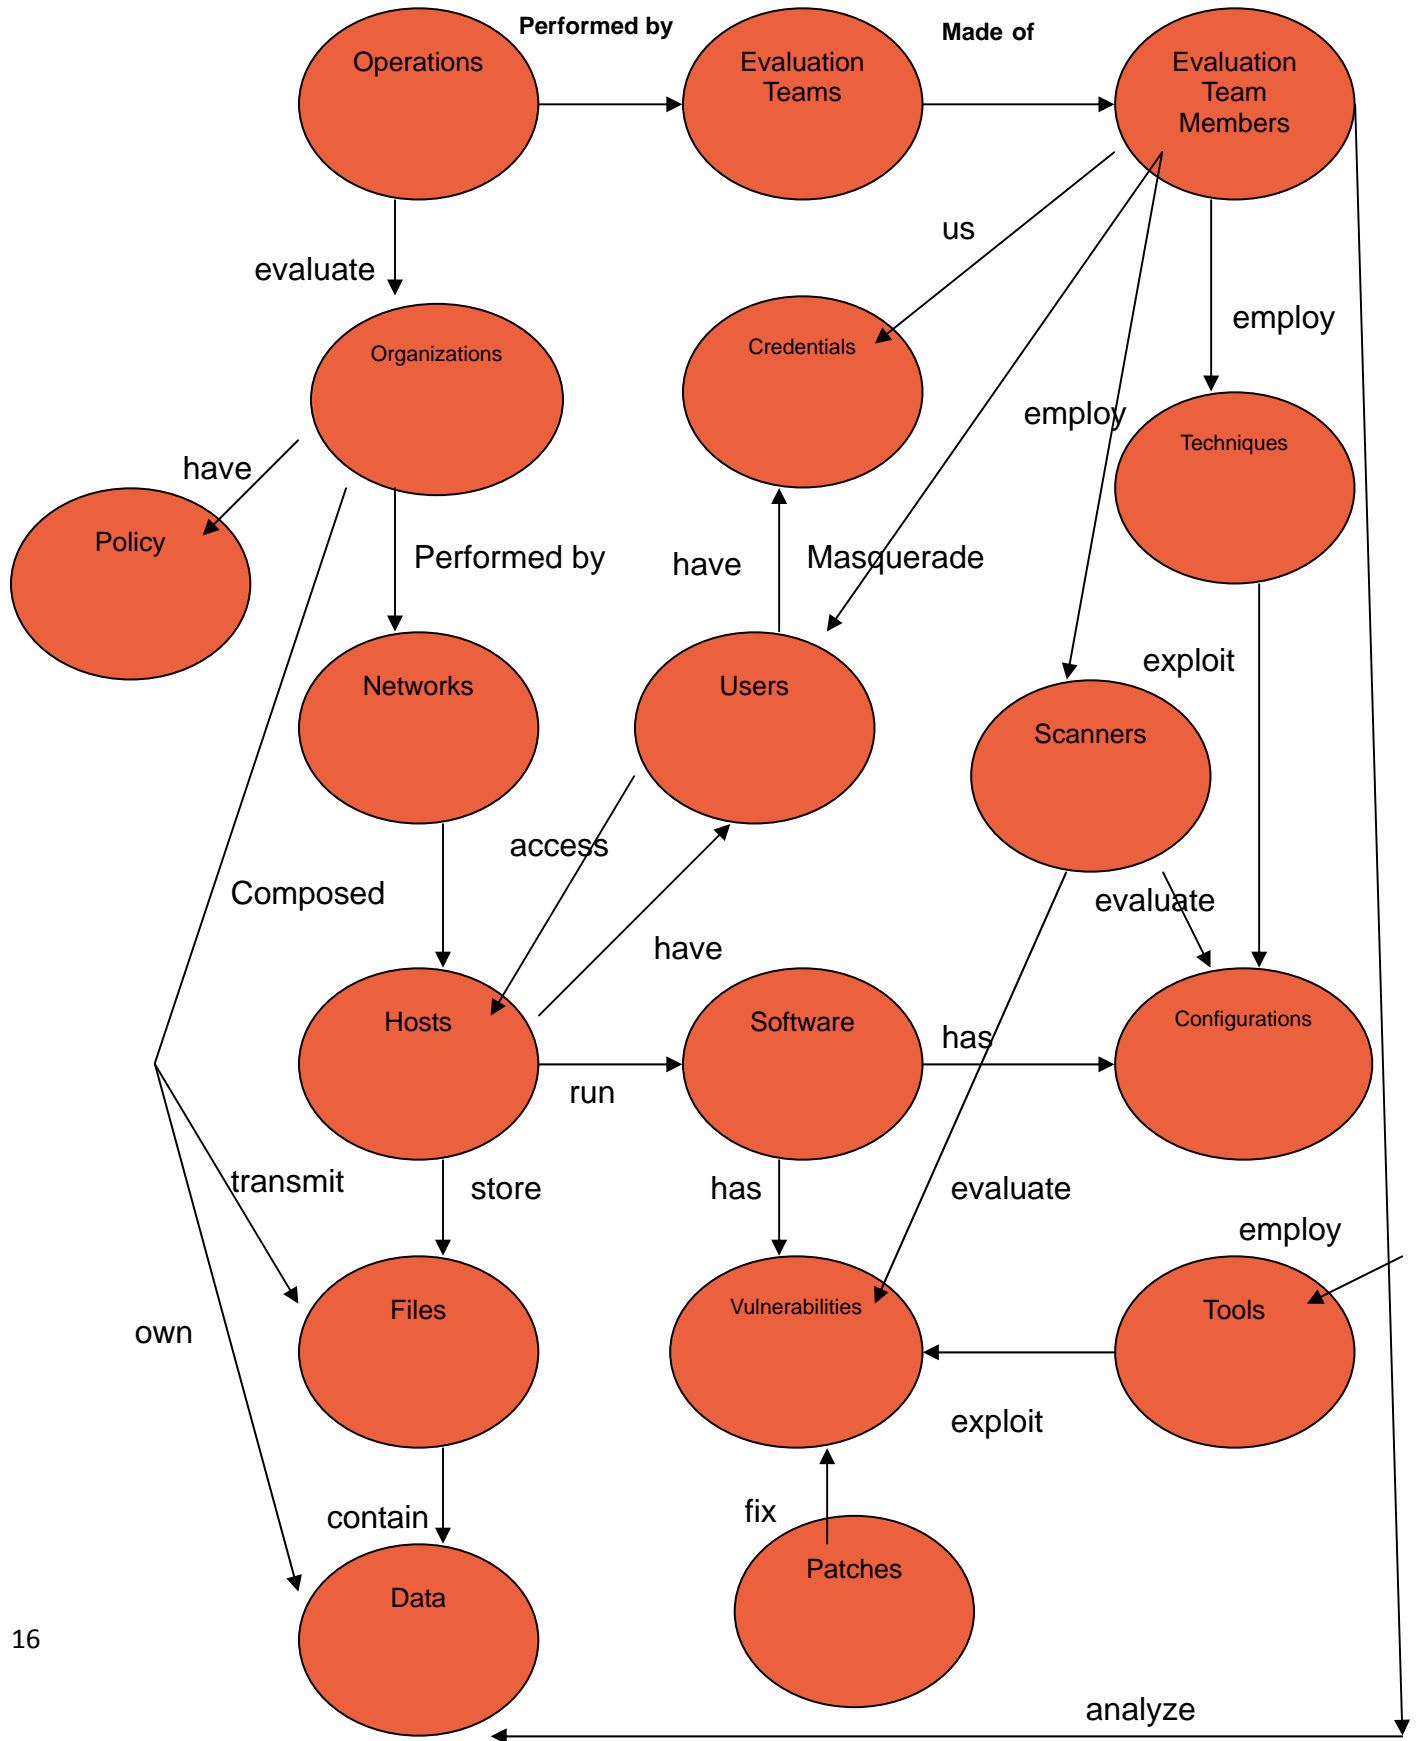 Performed by
Made of
Operations
Evaluation
Teams
Evaluation
Team
Members
us
evaluate
employ
Organizations
Credentials
employ
Techniques
have
Policy
Performed by
have
Masquerade
exploit
Networks
Users
Scanners
access
Composed
evaluate
have
Hosts
Software
has
Configurations
run
transmit
store
has
evaluate
employ
Files
Vulnerabilities
Tools
own
exploit
contain
fix
Patches
Data
16
analyze